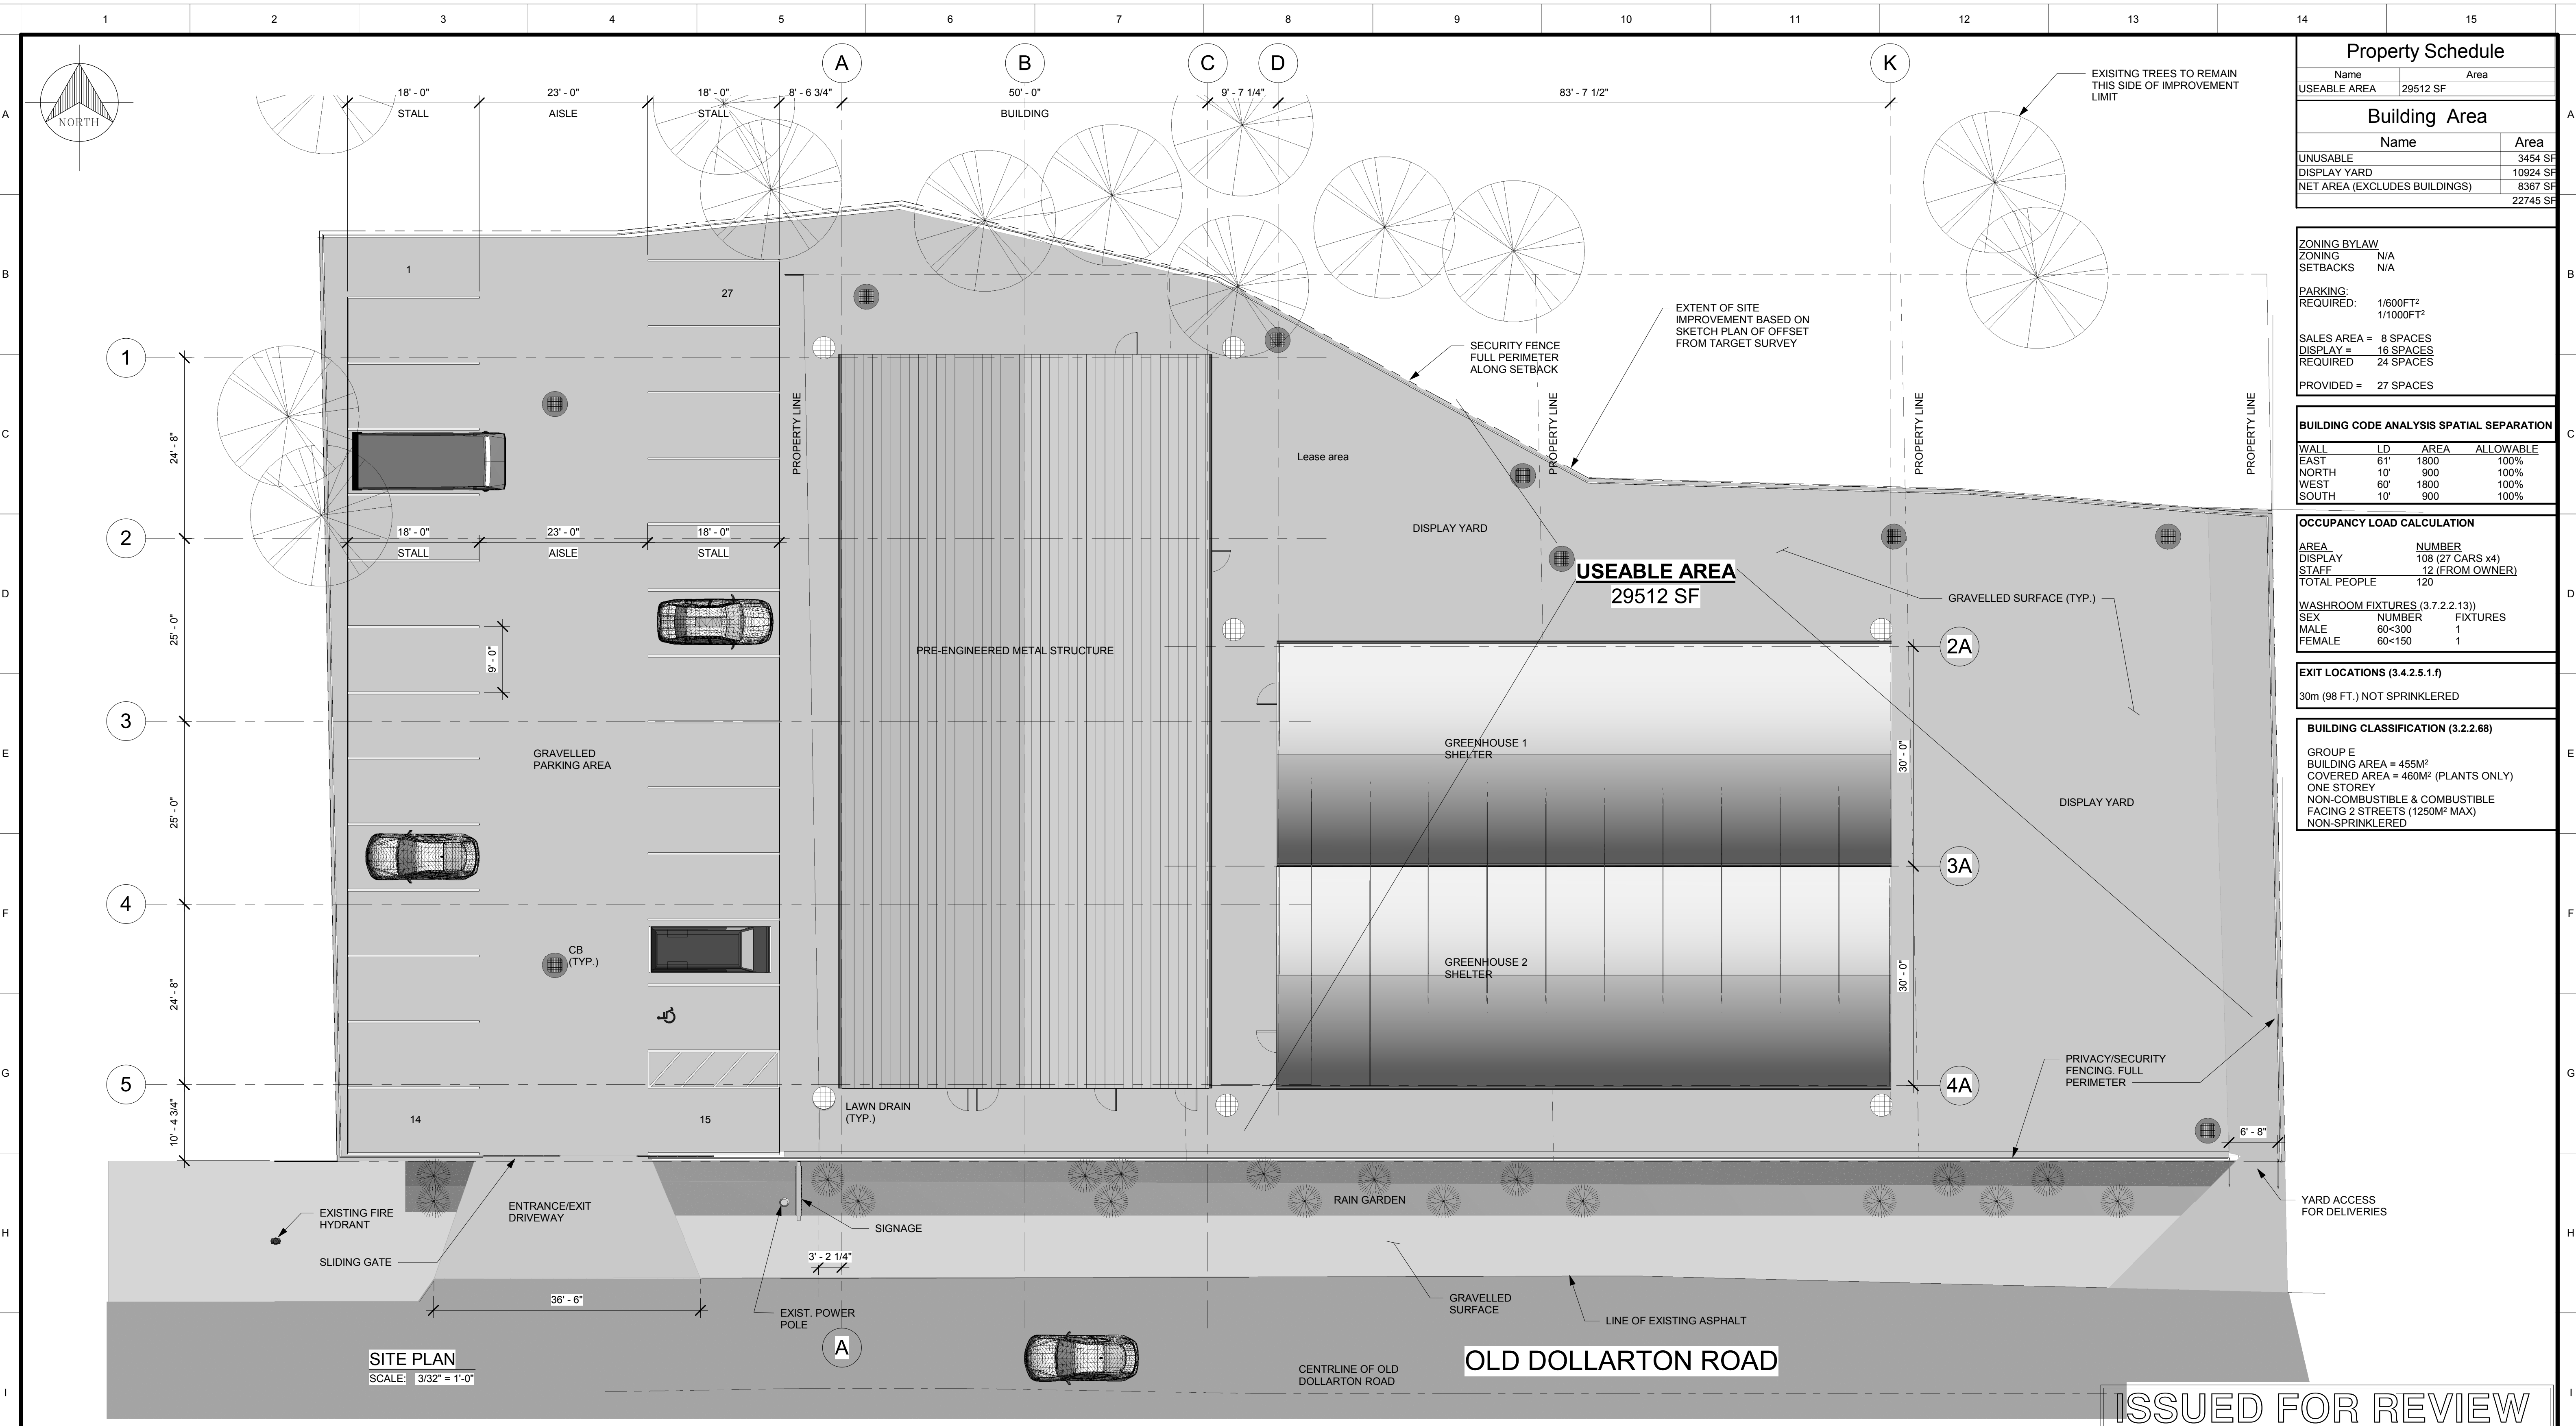 1 2 3 4 5 6 7 8 9 10 11 12 13 14 15
A B C D E F G H I
A B C D E F G H I
NORTH
A B C D K
18' - 0" 23' - 0" 18' - 0" 8' - 6 3/4" 50' - 0" 9' - 7 1/4" 83' - 7 1/2"
STALL AISLE STALL BUILDING
EXISITNG TREES TO REMAIN
THIS SIDE OF IMPROVEMENT
LIMIT
1
27
1
2
3
4
5
24' - 8"
25' - 0"
25' - 0"
24' - 8"
10' - 4 3/4"
18' - 0" 23' - 0" 18' - 0"
STALL AISLE STALL
9' - 0"
GRAVELLED
PARKING AREA
CB
(TYP.)
14
15
PROPERTY LINE
PROPERTY LINE
PROPERTY LINE
PROPERTY LINE
SECURITY FENCE
FULL PERIMETER
ALONG SETBACK
EXTENT OF SITE
IMPROVEMENT BASED ON
SKETCH PLAN OF OFFSET
FROM TARGET SURVEY
Lease area
DISPLAY YARD
USEABLE AREA
29512 SF
GRAVELLED SURFACE (TYP.)
PRE-ENGINEERED METAL STRUCTURE
2A
3A
4A
30' - 0"
30' - 0"
GREENHOUSE 1
SHELTER
GREENHOUSE 2
SHELTER
DISPLAY YARD
PRIVACY/SECURITY
FENCING. FULL
PERIMETER
LAWN DRAIN
(TYP.)
6' - 8"
YARD ACCESS
FOR DELIVERIES
EXISTING FIRE
HYDRANT
ENTRANCE/EXIT
DRIVEWAY
SLIDING GATE
SIGNAGE
RAIN GARDEN
3' - 2 1/4"
36' - 6"
EXIST. POWER
POLE
GRAVELLED
SURFACE
LINE OF EXISTING ASPHALT
A
CENTRLINE OF OLD
DOLLARTON ROAD
OLD DOLLARTON ROAD
SITE PLAN
SCALE: 3/32" = 1'-0"
Property Schedule
Name Area
USEABLE AREA 29512 SF
Building Area
Name Area
UNUSABLE 3454 SF
DISPLAY YARD 10924 SF
NET AREA (EXCLUDES BUILDINGS) 8367 SF
22745 SF
ZONING BYLAW
ZONING N/A
SETBACKS N/A
PARKING:
REQUIRED: 1/600FT²
1/1000FT²
SALES AREA = 8 SPACES
DISPLAY = 16 SPACES
REQUIRED 24 SPACES
PROVIDED = 27 SPACES
BUILDING CODE ANALYSIS SPATIAL SEPARATION
WALL LD AREA ALLOWABLE
EAST 61' 1800 100%
NORTH 10' 900 100%
WEST 60' 1800 100%
SOUTH 10' 900 100%
OCCUPANCY LOAD CALCULATION
AREA NUMBER
DISPLAY 108 (27 CARS x4)
STAFF 12 (FROM OWNER)
TOTAL PEOPLE 120
WASHROOM FIXTURES (3.7.2.2.13))
SEX NUMBER FIXTURES
MALE 60<300 1
FEMALE 60<150 1
EXIT LOCATIONS (3.4.2.5.1.f)
30m (98 FT.) NOT SPRINKLERED
BUILDING CLASSIFICATION (3.2.2.68)
GROUP E
BUILDING AREA = 455M²
COVERED AREA = 460M² (PLANTS ONLY)
ONE STOREY
NON-COMBUSTIBLE & COMBUSTIBLE
FACING 2 STREETS (1250M² MAX)
NON-SPRINKLERED
ISSUED FOR REVIEW